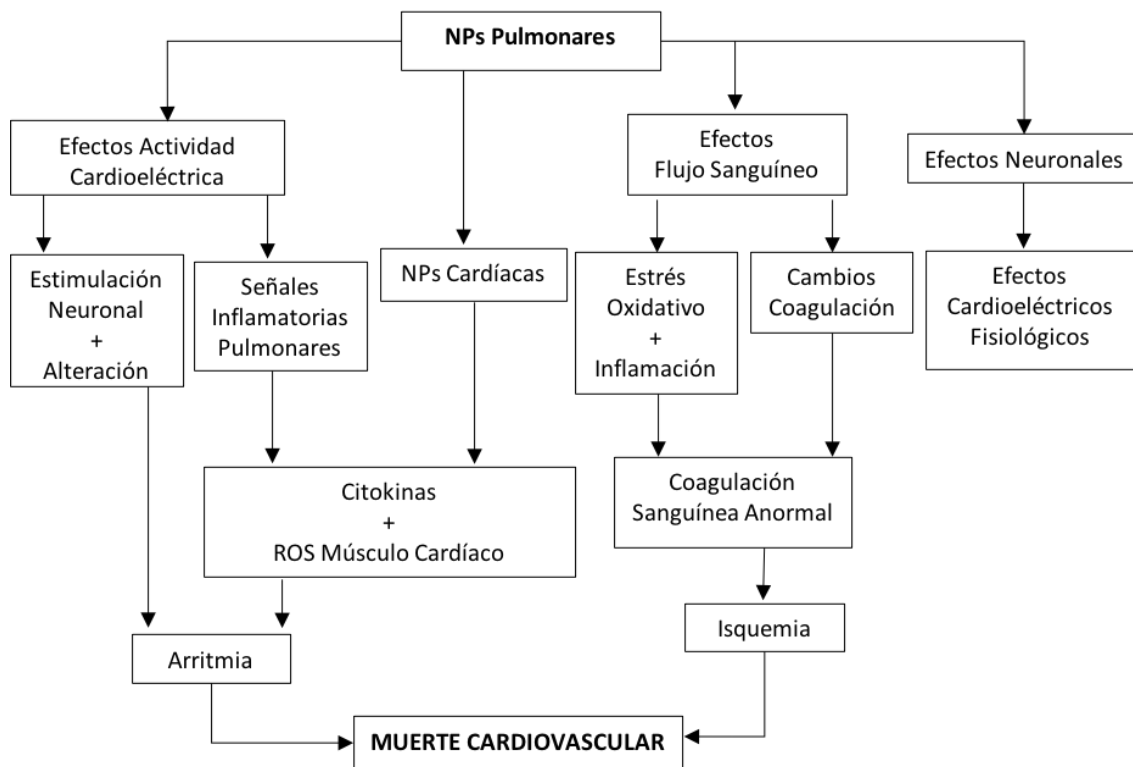 NPs Pulmonares
Efectos Actividad
Cardioeléctrica
Efectos
Flujo Sanguíneo
Efectos Neuronales
Estimulación
Neuronal
+
Alteración
Señales
Inflamatorias
Pulmonares
NPs Cardíacas
Estrés
Oxidativo
+
Inflamación
Cambios
Coagulación
Efectos
Cardioeléctricos
Fisiológicos
Citokinas
+
ROS Músculo Cardíaco
Coagulación
Sanguínea Anormal
Arritmia
Isquemia
MUERTE CARDIOVASCULAR